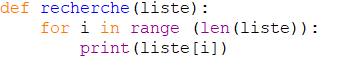 def recherche(liste):
    for i in range (len(liste)):
        print(liste[i])